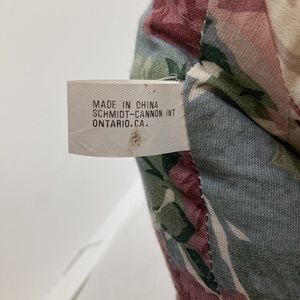 MADE IN CHINA
SCHMIDT-CANNON INT
ONTARIO.CA.